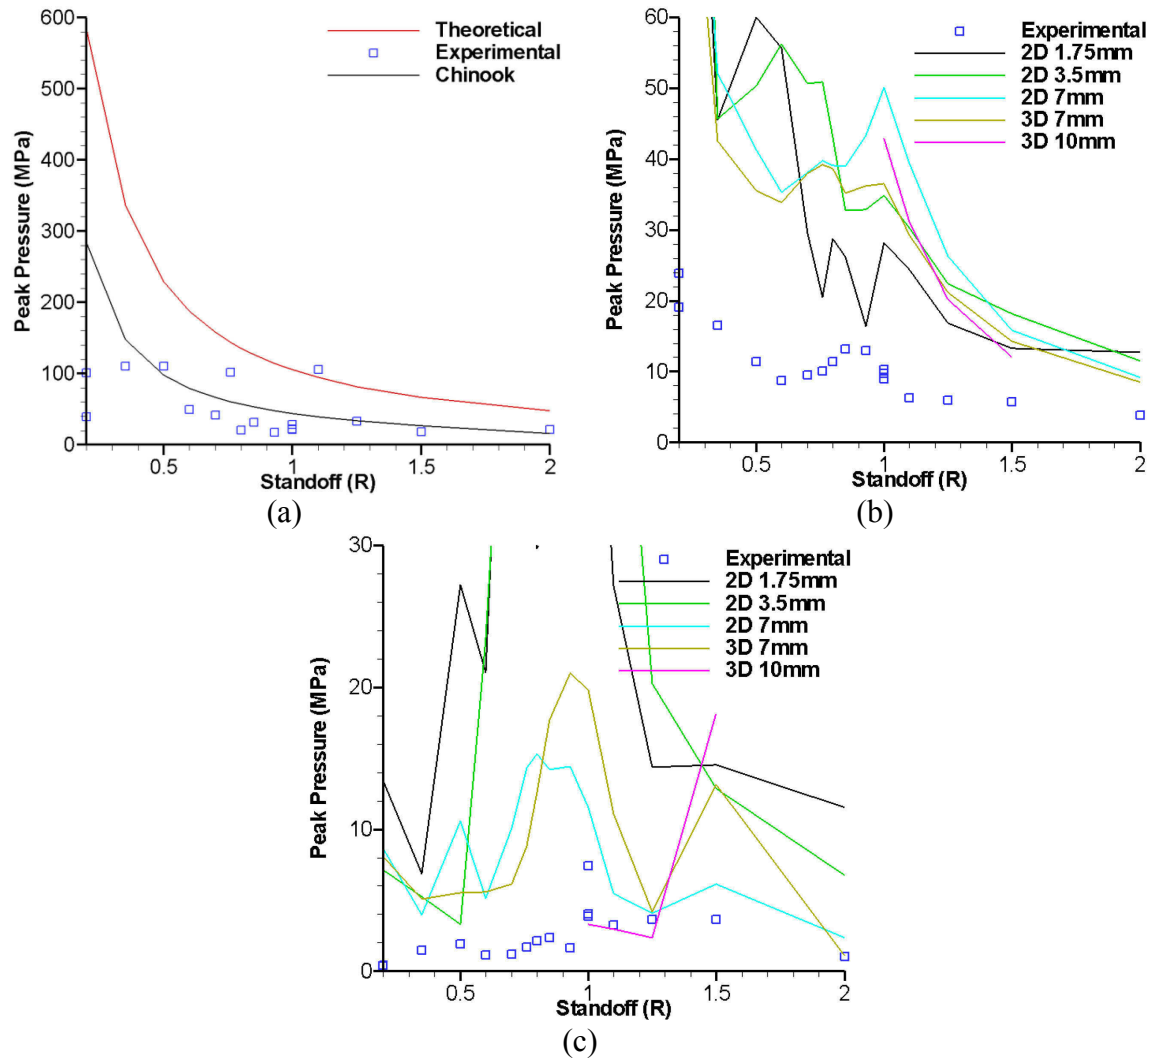 600
500
400
300
200
100
0
Peak Pressure (MPa)
0.5
1
1.5
2
Standoff (R)
Theoretical
Experimental
Chinook
(a)
60
50
40
30
20
10
0
Peak Pressure (MPa)
0.5
1
1.5
2
Standoff (R)
Experimental
2D 1.75mm
2D 3.5mm
2D 7mm
3D 7mm
3D 10mm
(b)
30
20
10
0
Peak Pressure (MPa)
0.5
1
1.5
2
Standoff (R)
Experimental
2D 1.75mm
2D 3.5mm
2D 7mm
3D 7mm
3D 10mm
(c)